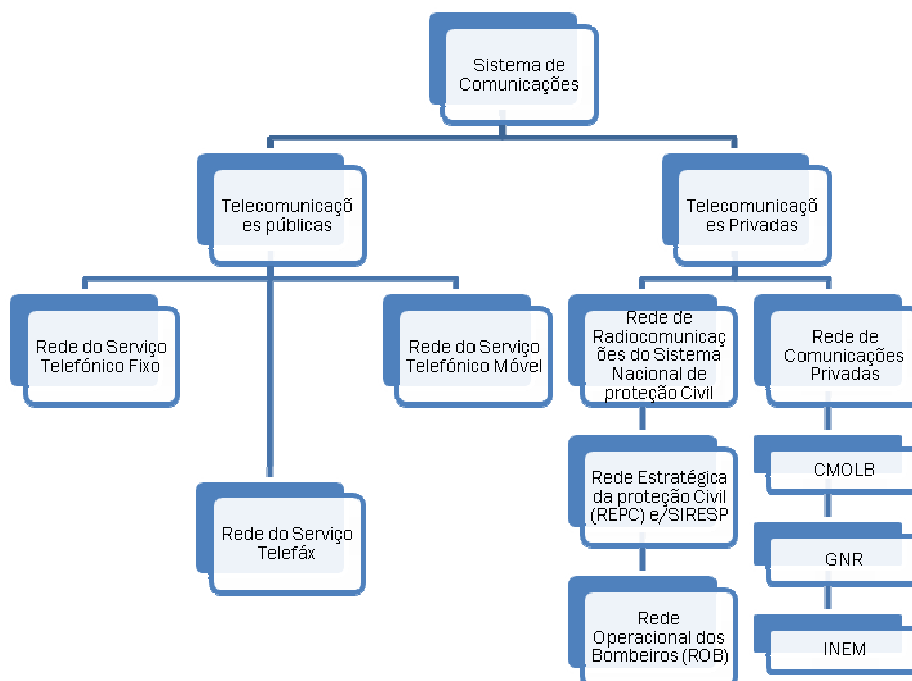 Sistema de
Comunicações
Telecomunicaçõ
es públicas
Telecomunicaçõ
es Privadas
Rede do Serviço
Telefónico Fixo
Rede do Serviço
Telefónico Móvel
Rede de
Radiocomunicaç
ões do Sistema
Nacional de
proteção Civil
Rede de
Comunicações
Privadas
Rede Estratégica
da proteção Civil
(REPC) e/SIRESP
CMOLB
Rede do Serviço
Telefáx
GNR
Rede
Operacional dos
Bombeiros (ROB)
INEM